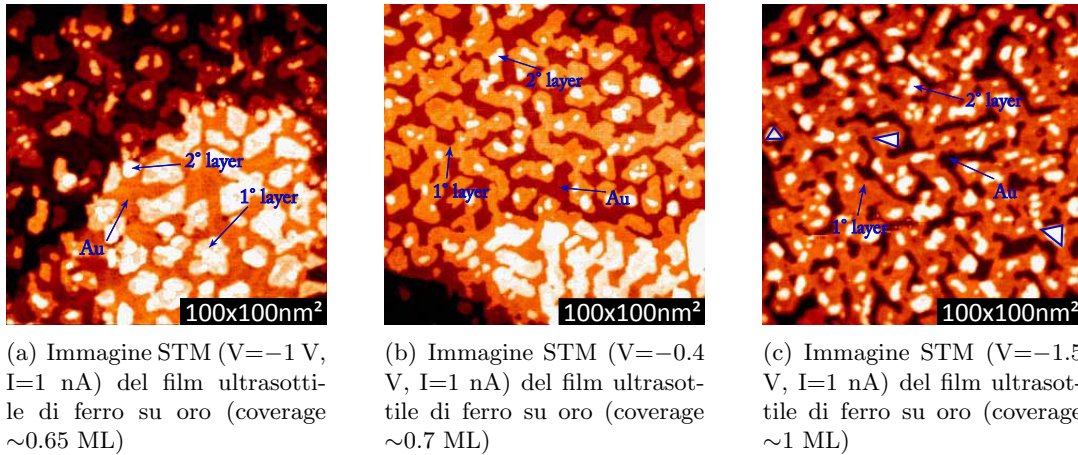 2° layer
1° layer
Au
100x100nm²
2° layer
1° layer
Au
100x100nm²
2° layer
Au
1° layer
100x100nm²
(a) Immagine STM (V=−1 V,
I=1 nA) del film ultrasotti-
le di ferro su oro (coverage
∼0.65 ML)
(b) Immagine STM (V=−0.4
V, I=1 nA) del film ultrasot-
tile di ferro su oro (coverage
∼0.7 ML)
(c) Immagine STM (V=−1.5
V, I=1 nA) del film ultrasot-
tile di ferro su oro (coverage
∼1 ML)